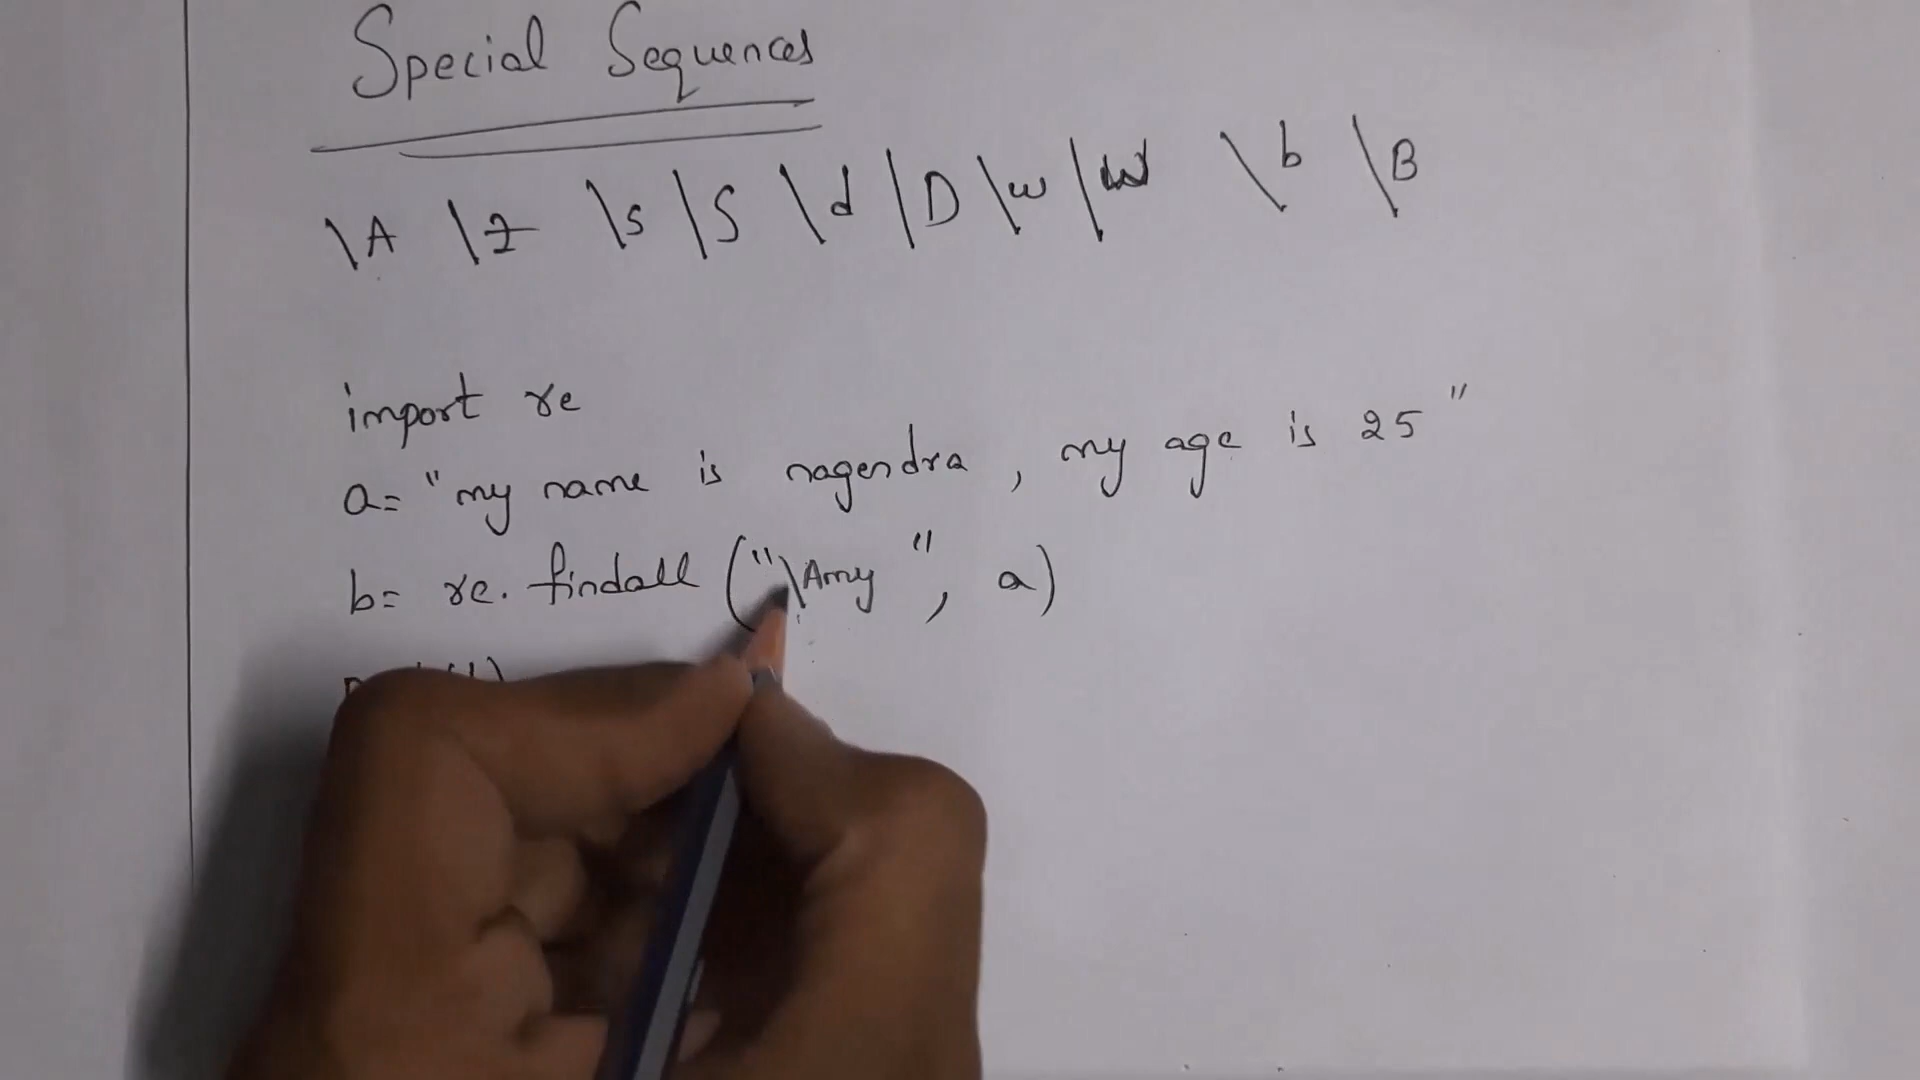 Special Sequences
\A \Z \s \S \d \D \w \W \b \B
import re
a= "my name is nagendra, my age is 25"
b= re.findall ("\Amy", a)